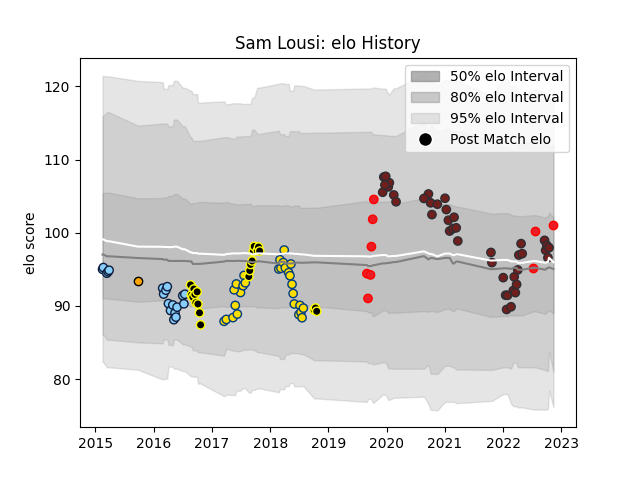 Sam Lousi: elo History
50% elo Interval
80% elo Interval
95% elo Interval
Post Match elo
elo score
120
110
100
90
80
2015 2016 2017 2018 2019 2020 2021 2022 2023